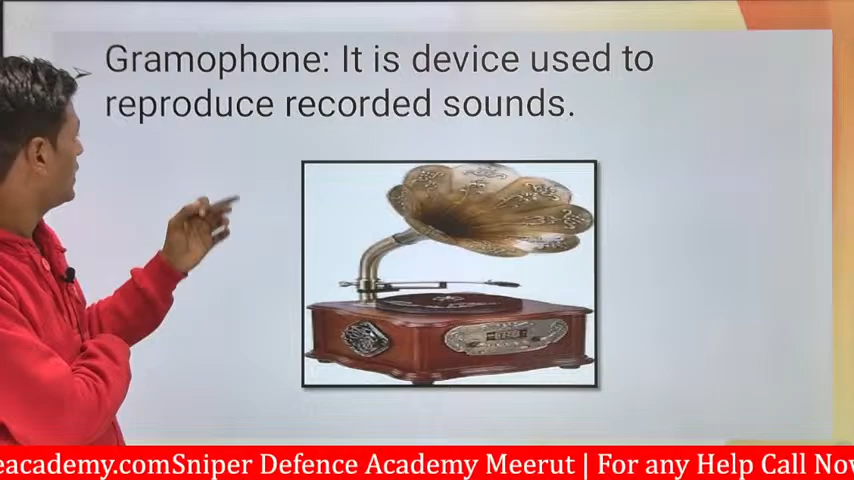 Gramophone: It is device used to
reproduce recorded sounds.
eacademy.comSniper Defence Academy Meerut | For any Help Call Now